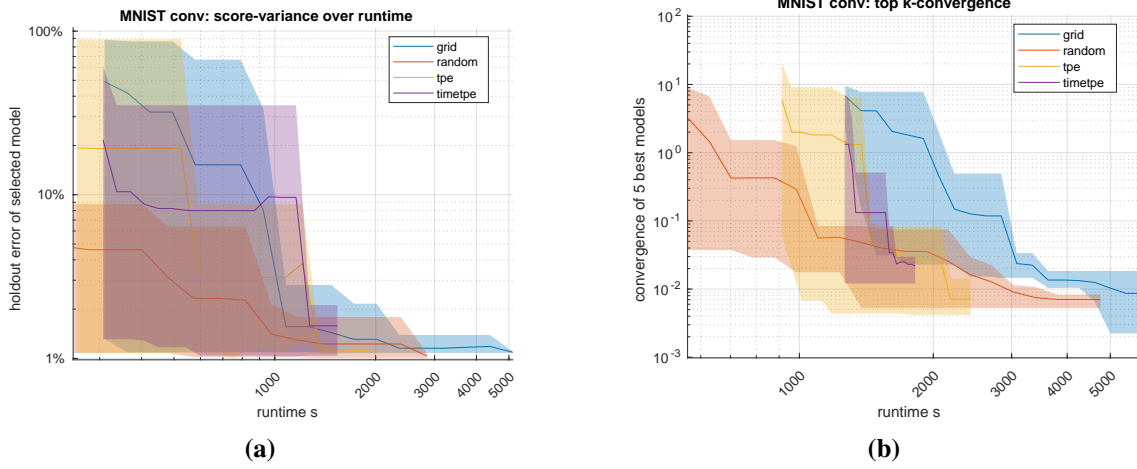 MNIST conv: score-variance over runtime
100%
10%
1%
holdout error of selected model
grid
random
tpe
timetpe
1000
2000
3000
4000
5000
runtime s
(a)
MNIST conv: top k-convergence
10^2
10^1
10^0
10^-1
10^-2
10^-3
convergence of 5 best models
grid
random
tpe
timetpe
1000
2000
3000
4000
5000
runtime s
(b)